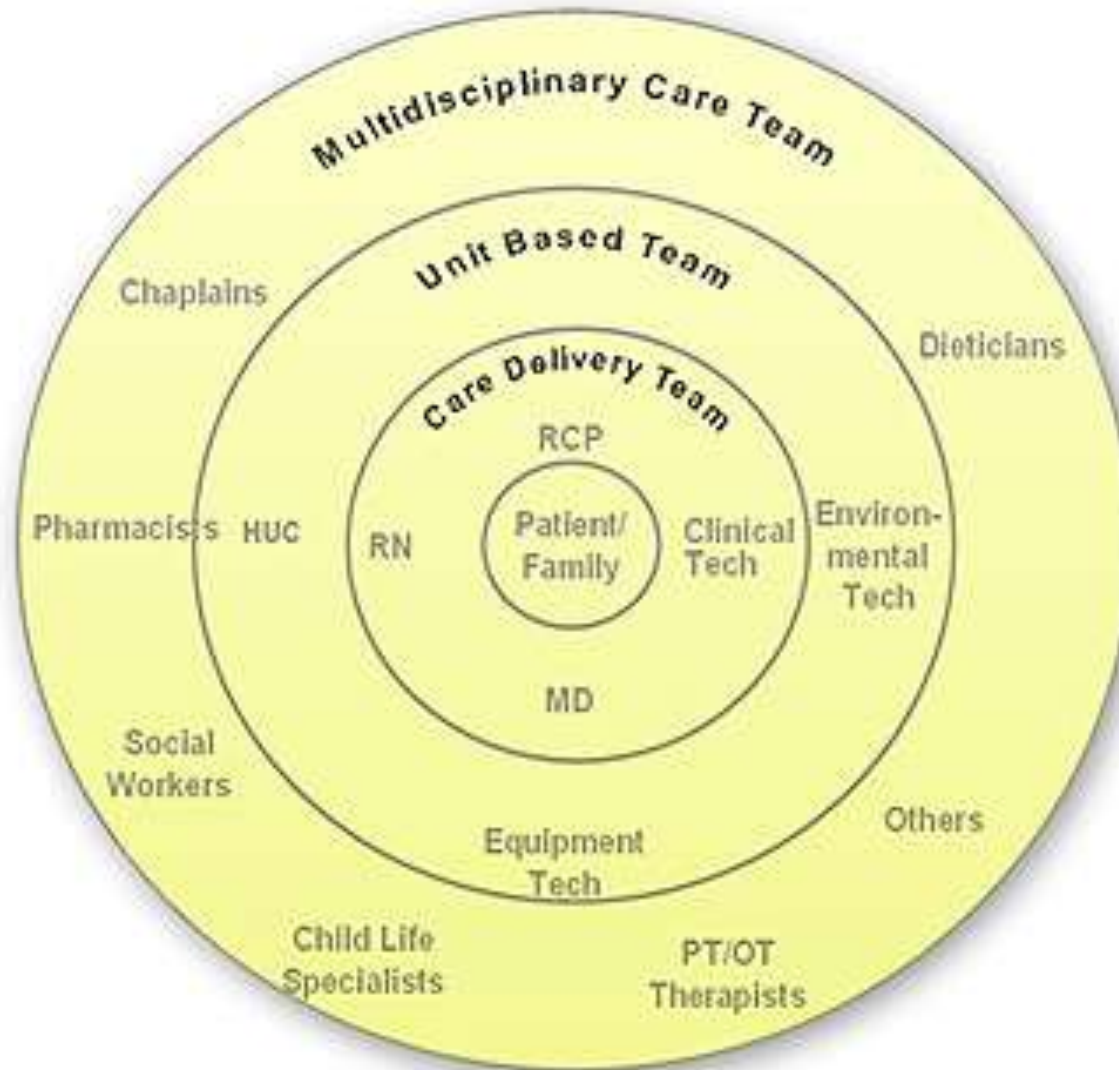 Multidisciplinary Care Team
Unit Based Team
Care Delivery Team
Chaplains
Dieticians
RCP
Pharmacists
HUC
RN
Patient/
Family
Clinical
Tech
Environ-
mental
Tech
MD
Social
Workers
Others
Equipment
Tech
Child Life
Specialists
PT/OT
Therapists